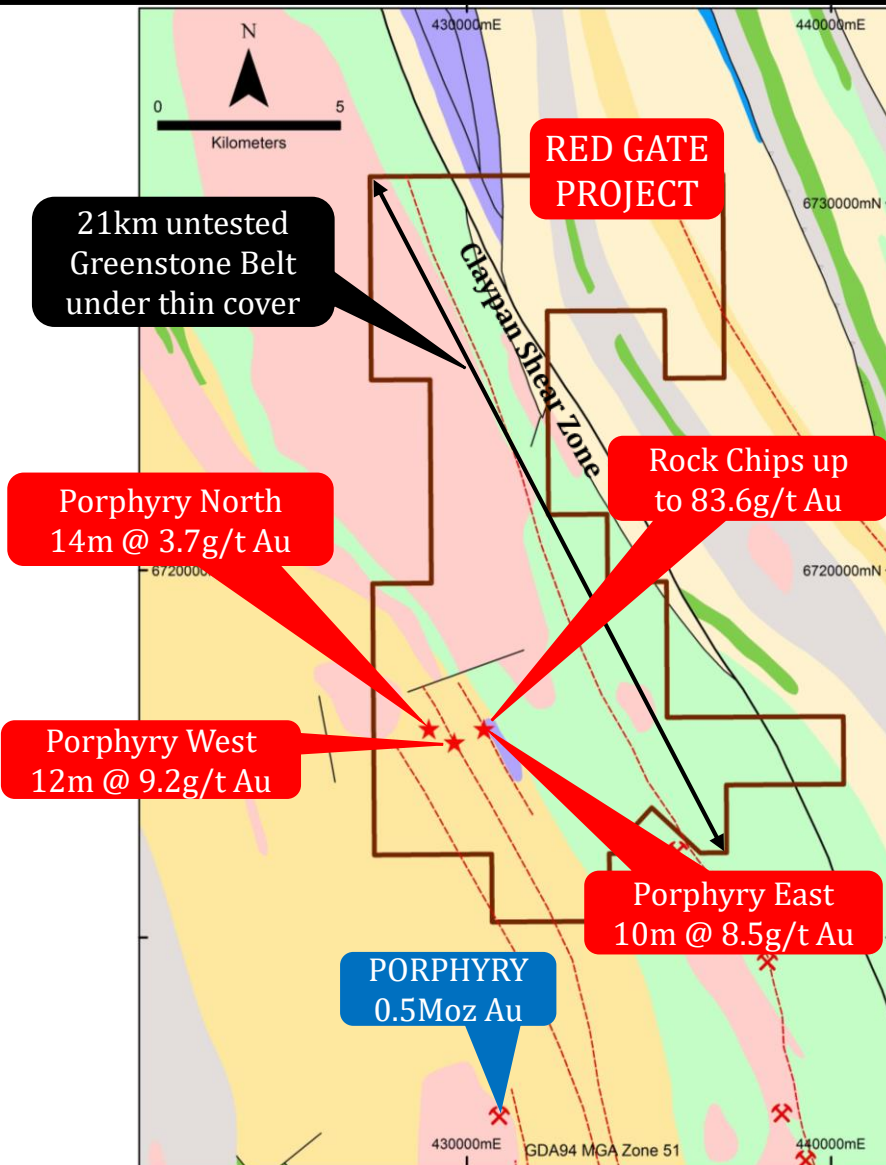 430000mE
440000mE
N
0
5
Kilometers
RED GATE
PROJECT
6730000mN
21km untested
Greenstone Belt
under thin cover
Claypan Shear Zone
Rock Chips up
to 83.6g/t Au
Porphyry North
14m @ 3.7g/t Au
6720000
6720000mN
Porphyry West
12m @ 9.2g/t Au
Porphyry East
10m @ 8.5g/t Au
PORPHYRY
0.5Moz Au
430000mE
GDA94 MGA Zone 51
440000mE